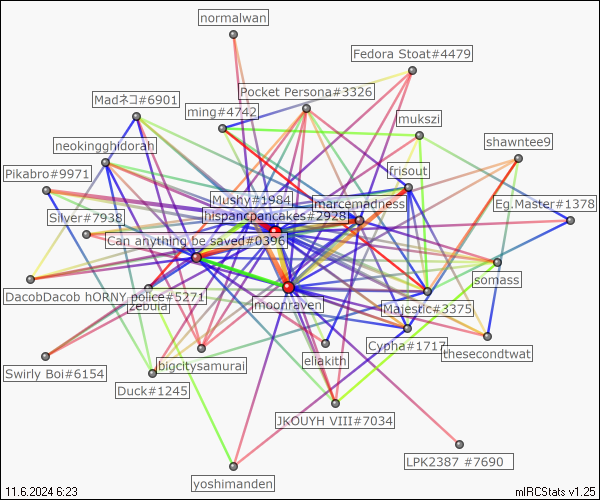 normalwan
Fedora Stoat#4479
Pocket Persona#3326
Madネコ#6901
ming#4742
mukszi
neokingghidorah
shawntee9
Pikabro#9971
frisout
Mushy#1984
marcemadness
Eg.Master#1378
Silver#7938
hispanicpancakes#2928
Can anything be saved#0396
somass
DacobDacob hORNY police#5271
zebula
moonraven
Majestic#3375
Cypha#1717
thesecondtwat
eliakith
bigcitysamurai
Swirly Boi#6154
Duck#1245
JKOUYH VIII#7034
LPK2387 #7690
yoshimanden
11.6.2024 6:23
mIRCStats v1.25